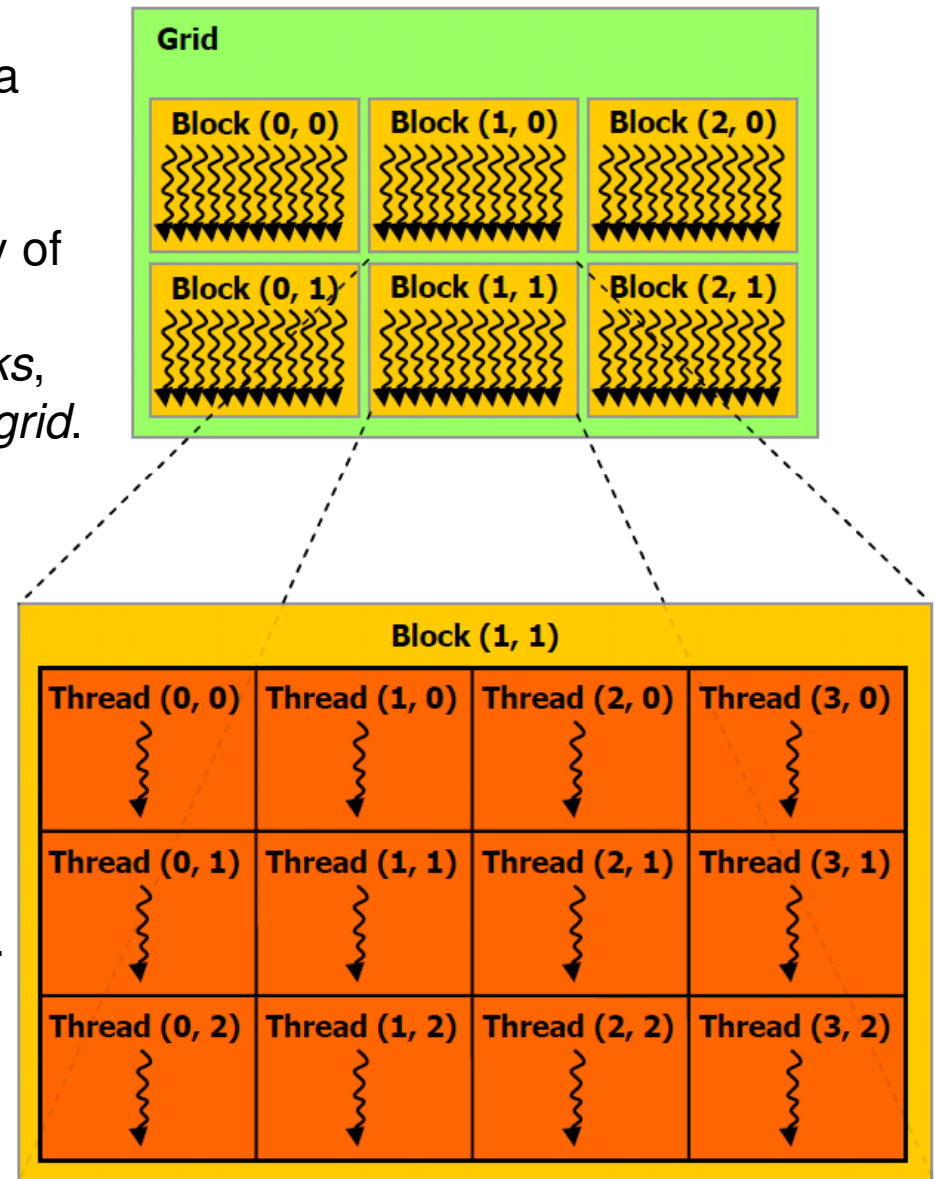 a
y of
ks,
grid.
.
Grid
Block (0, 0) Block (1, 0) Block (2, 0)
Block (0, 1) Block (1, 1) Block (2, 1)
Block (1, 1)
Thread (0, 0) Thread (1, 0) Thread (2, 0) Thread (3, 0)
Thread (0, 1) Thread (1, 1) Thread (2, 1) Thread (3, 1)
Thread (0, 2) Thread (1, 2) Thread (2, 2) Thread (3, 2)